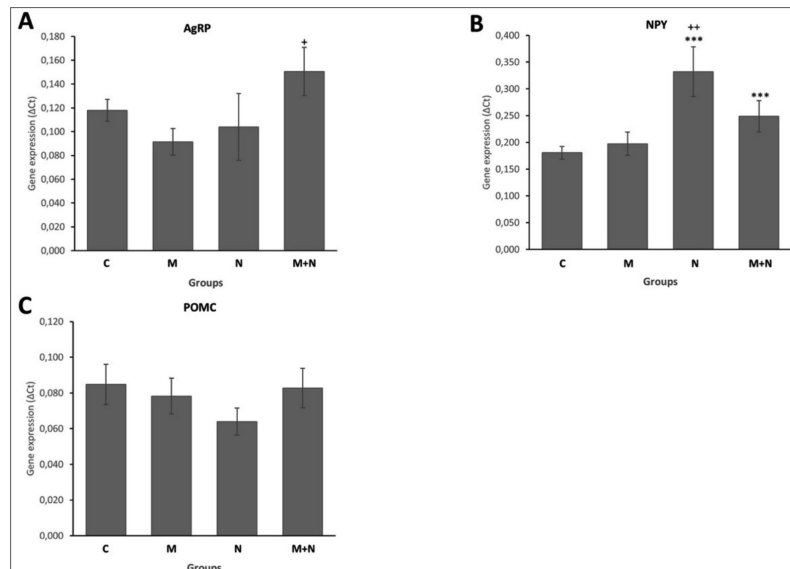 A
AgRP
0,180
0,160
0,140
0,120
0,100
0,080
0,060
0,040
0,020
0,000
Gene expression (ΔCt)
+
C M N M+N
Groups
B
NPY
0,400
0,350
0,300
0,250
0,200
0,150
0,100
0,050
0,000
Gene expression (ΔCt)
++
***
***
C M N M+N
Groups
C
POMC
0,120
0,100
0,080
0,060
0,040
0,020
0,000
Gene expression (ΔCt)
C M N M+N
Groups